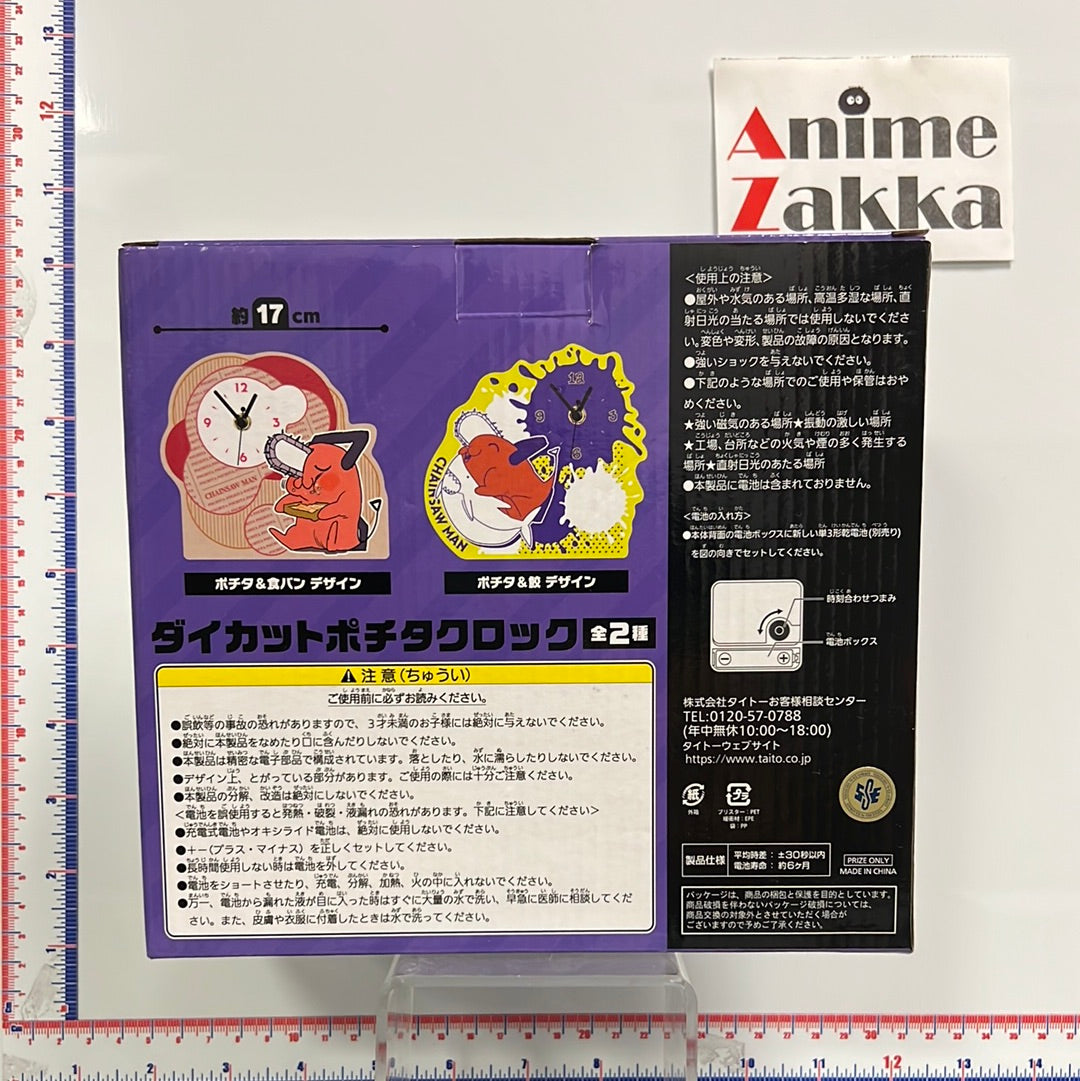 Anime
Zakka
約 17 cm
12
9 3
6
CHAINSAW MAN
12
9 3
6
CHAINSAW MAN
ポチタ&食パン デザイン
ポチタ&鮫 デザイン
ダイカットポチタクロック 全2種
注意(ちゅうい)
ご使用前に必ずお読みください。
●誤飲等の事故の恐れがありますので、3才未満のお子様には絶対に与えないでください。
●絶対に本製品をなめたり口に含んだりしないでください。
●本製品は精密な電子部品で構成されています。落としたり、水に濡らしたりしないでください。
●デザイン上、とがっている部分があります。ご使用の際には十分ご注意ください。
●本製品の分解、改造は絶対にしないでください。
<電池を誤使用すると発熱・破裂・液漏れの恐れがあります。下記に注意してください>
●充電式電池やオキシライド電池は、絶対に使用しないでください。
●+−(プラス・マイナス)を正しくセットしてください。
●長時間使用しない時は電池を外してください。
●電池をショートさせたり、充電、分解、加熱、火の中に入れないでください。
●万一、電池から漏れた液が目に入った時はすぐに大量の水で洗い、早急に医師に相談してくだ
さい。また、皮膚や衣服に付着したときは水で洗ってください。
<使用上の注意>
●屋外や水気のある場所、高温多湿な場所、直
射日光の当たる場所では使用しないでくださ
い。変色や変形、製品の故障の原因となります。
●強いショックを与えないでください。
●下記のような場所でのご使用や保管はおや
めください。
★強い磁気のある場所★振動の激しい場所
★工場、台所などの火気や煙の多く発生する
場所★直射日光のあたる場所
●本製品に電池は含まれておりません。
<電池の入れ方>
●本体背面の電池ボックスに新しい単3形乾電池(別売り)
を図の向きでセットしてください。
時刻合わせつまみ
電池ボックス
株式会社タイトーお客様相談センター
TEL:0120-57-0788
(年中無休10:00〜18:00)
タイトーウェブサイト
https://www.taito.co.jp
紙
外箱
プラ
ブリスター:PET
緩衝材:EPE
袋:PP
製品仕様
平均時差:±30秒以内
電池寿命:約6ヶ月
PRIZE ONLY
MADE IN CHINA
パッケージは、商品の梱包と保護を目的としています。
商品破損を伴わないパッケージ破損については、
商品交換の対象外とさせていただく場合が
ございますので予めご了承ください。